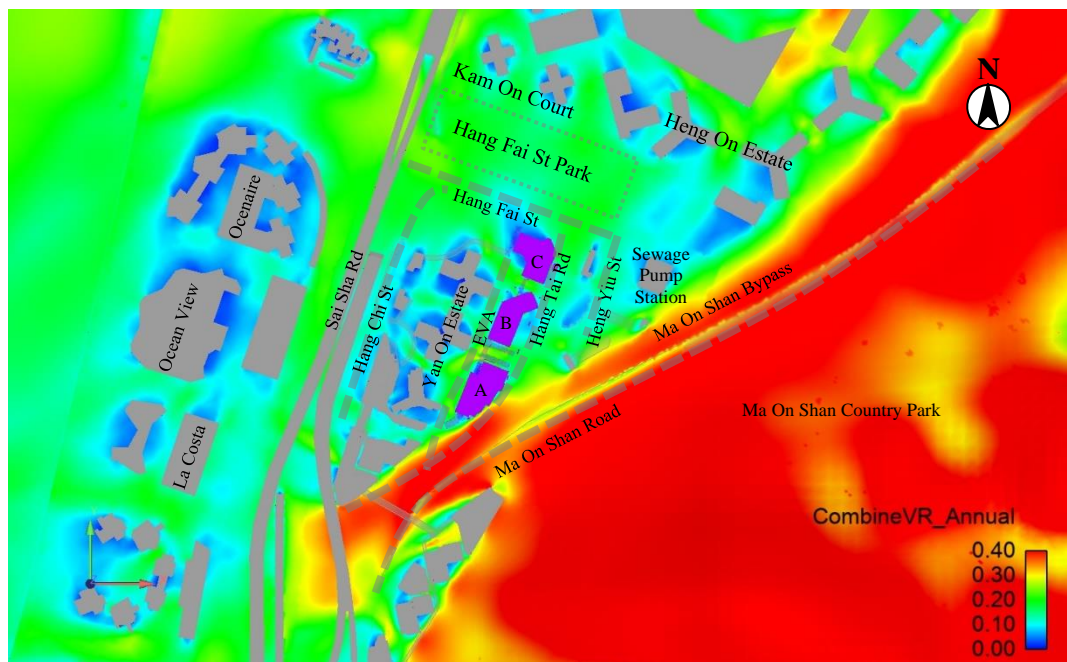 N
Kam On Court
Hang Fai St Park
Heng On Estate
Ocenaire
Hang Fai St
Sai Sha Rd
C
Hang Tai Rd
Heng Yiu St
Sewage
Pump
Station
Ocean View
Hang Chi St
Yan On Estate
EVA
B
Ma On Shan Bypass
A
Ma On Shan Road
Ma On Shan Country Park
La Costa
CombineVR_Annual
0.40
0.30
0.20
0.10
0.00